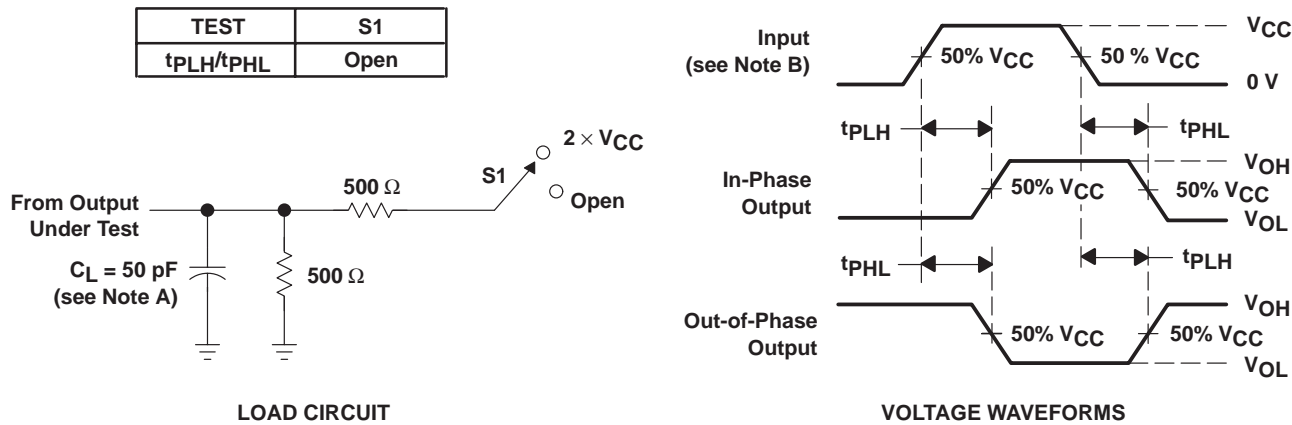 TEST S1
tPLH/tPHL Open
2 × VCC
S1
Open
500 Ω
From Output
Under Test
CL = 50 pF
(see Note A)
500 Ω
LOAD CIRCUIT
Input
(see Note B)
50% VCC
50 % VCC
VCC
0 V
tPLH
tPHL
In-Phase
Output
50% VCC
50% VCC
VOH
VOL
tPHL
tPLH
Out-of-Phase
Output
50% VCC
50% VCC
VOH
VOL
VOLTAGE WAVEFORMS